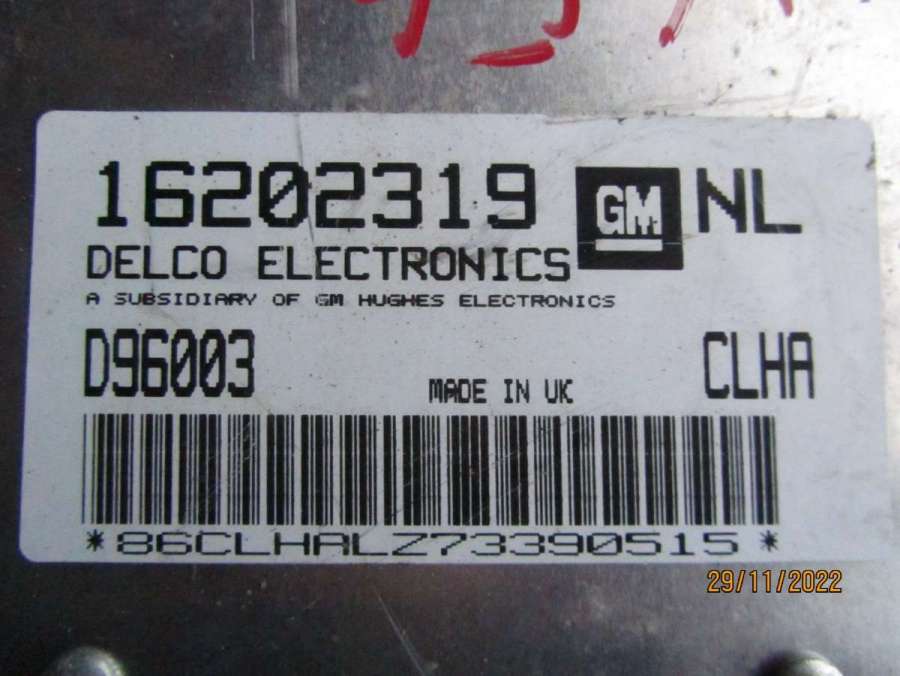 16202319 GM NL
DELCO ELECTRONICS
A SUBSIDIARY OF GM HUGHES ELECTRONICS
D96003 MADE IN UK CLHA
*86CLHALZ73390515*
29/11/2022